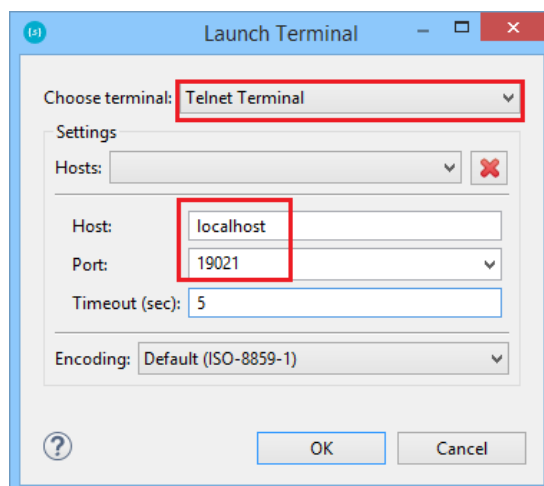 Launch Terminal
Choose terminal: Telnet Terminal
Settings
Hosts:
Host: localhost
Port: 19021
Timeout (sec): 5
Encoding: Default (ISO-8859-1)
OK Cancel